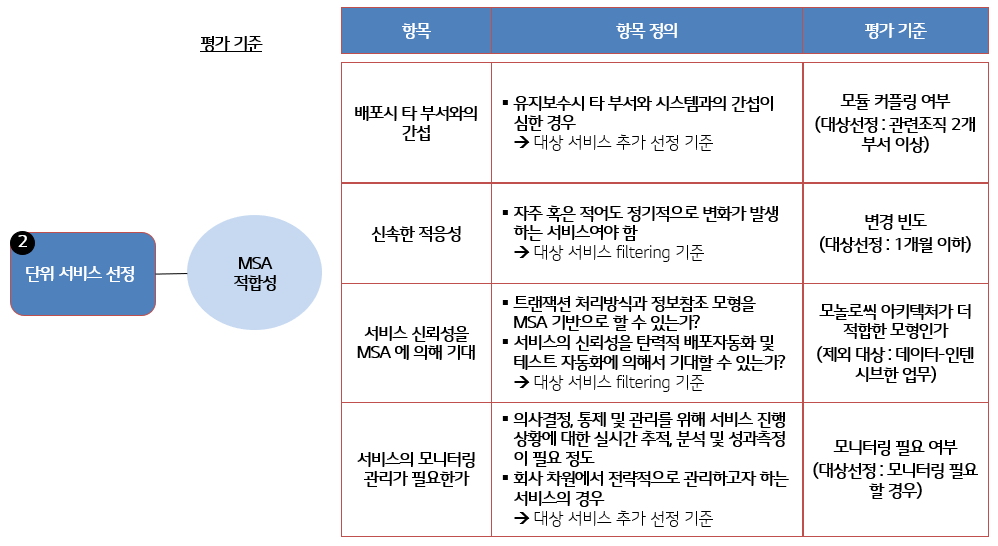 평가 기준
항목
항목 정의
평가 기준
배포시 타 부서와의
간섭
▪ 유지보수시 타 부서와 시스템과의 간섭이
심한 경우
→ 대상 서비스 추가 선정 기준
모듈 커플링 여부
(대상선정 : 관련조직 2개
부서 이상)
신속한 적응성
▪ 자주 혹은 적어도 정기적으로 변화가 발생
하는 서비스여야 함
→ 대상 서비스 filtering 기준
변경 빈도
(대상선정 : 1개월 이하)
2
단위 서비스 선정
MSA
적합성
서비스 신뢰성을
MSA 에 의해 기대
▪ 트랜잭션 처리방식과 정보참조 모형을
MSA 기반으로 할 수 있는가?
▪ 서비스의 신뢰성을 탄력적 배포자동화 및
테스트 자동화에 의해서 기대할 수 있는가?
→ 대상 서비스 filtering 기준
모놀로씩 아키텍처가 더
적합한 모형인가
(제외 대상 : 데이터-인텐
시브한 업무)
서비스의 모니터링
관리가 필요한가
▪ 의사결정, 통제 및 관리를 위해 서비스 진행
상황에 대한 실시간 추적, 분석 및 성과측정
이 필요 정도
▪ 회사 차원에서 전략적으로 관리하고자 하는
서비스의 경우
→ 대상 서비스 추가 선정 기준
모니터링 필요 여부
(대상선정 : 모니터링 필요
할 경우)